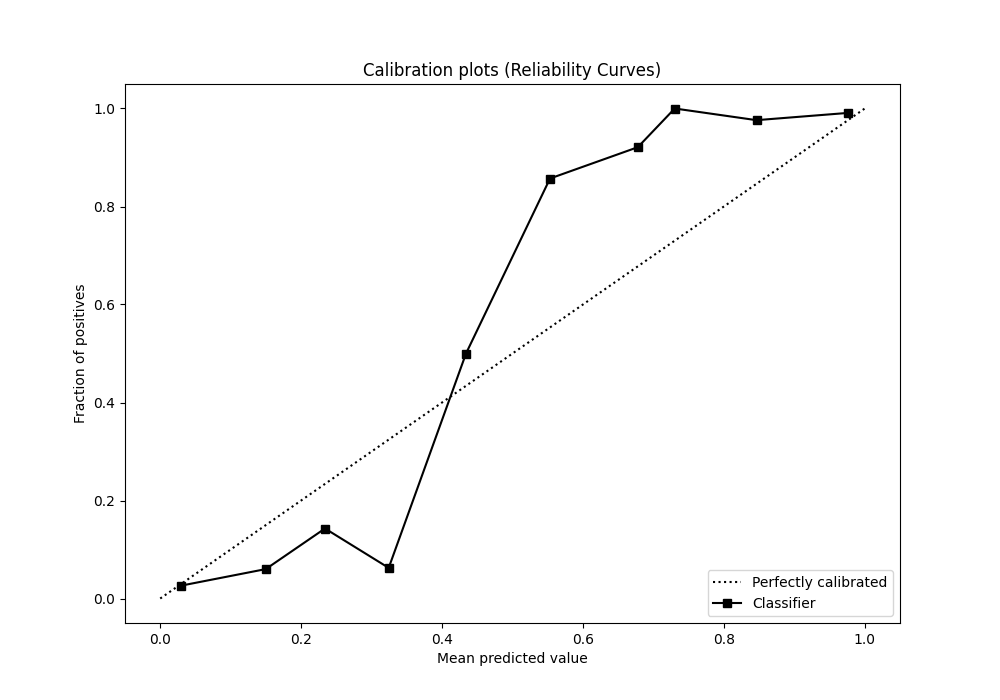 Calibration plots (Reliability Curves)
1.0
0.8
0.6
0.4
0.2
0.0
Fraction of positives
0.0 0.2 0.4 0.6 0.8 1.0
Mean predicted value
Perfectly calibrated
Classifier